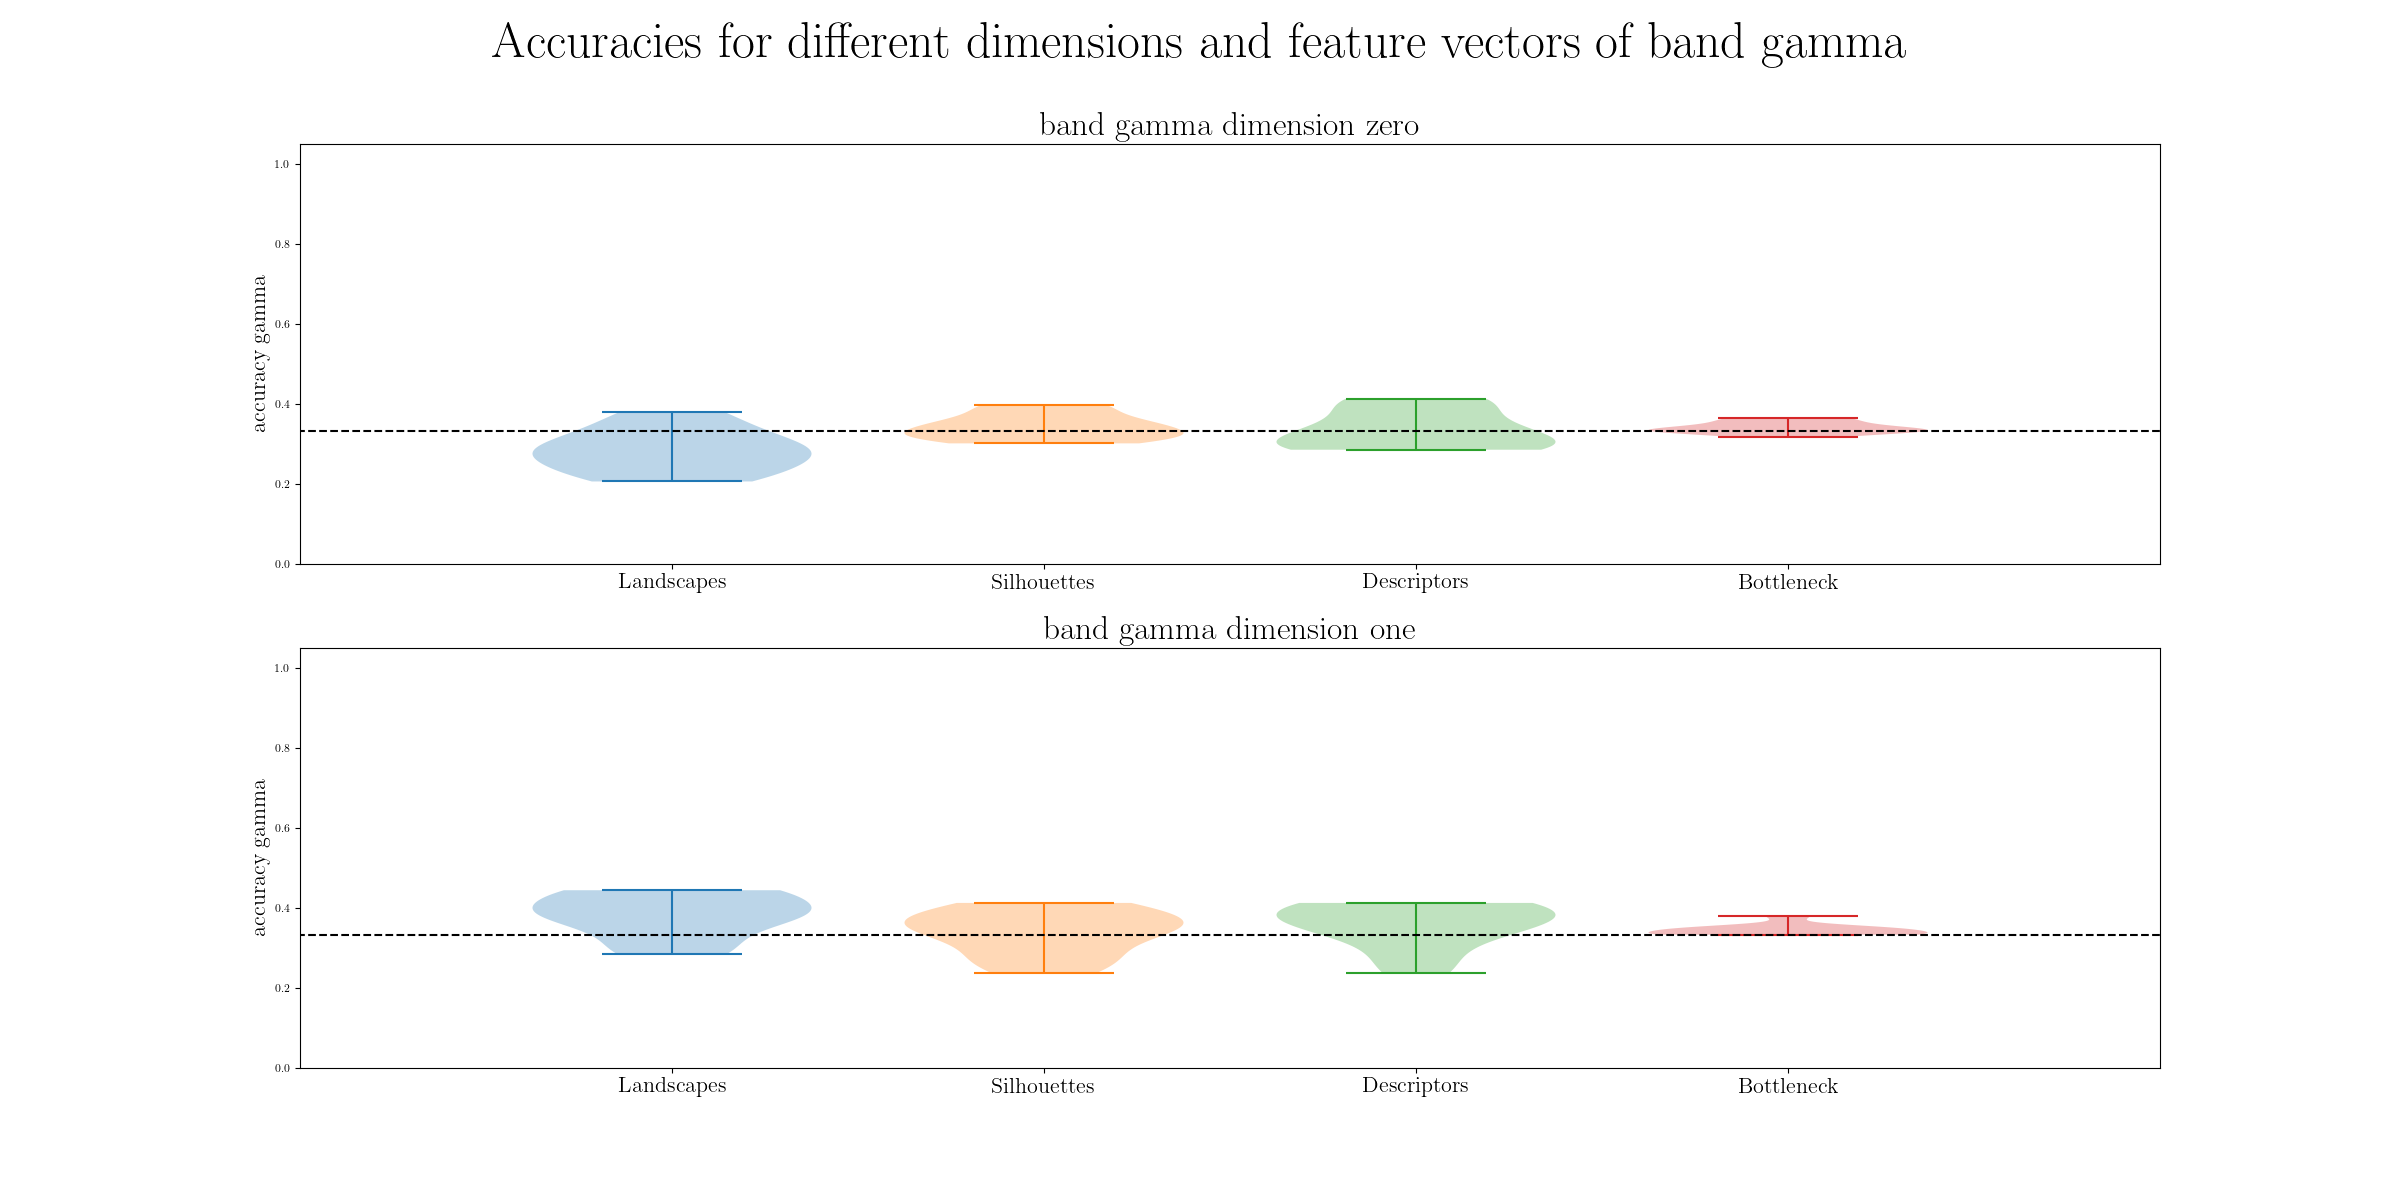 Accuracies for different dimensions and feature vectors of band gamma
band gamma dimension zero
accuracy gamma
1.0
0.8
0.6
0.4
0.2
0.0
Landscapes Silhouettes Descriptors Bottleneck
band gamma dimension one
accuracy gamma
1.0
0.8
0.6
0.4
0.2
0.0
Landscapes Silhouettes Descriptors Bottleneck